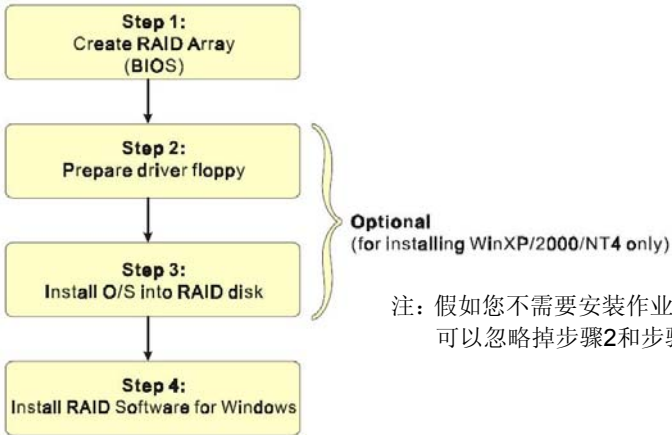 Step 1:
Create RAID Array
(BIOS)
Step 2:
Prepare driver floppy
Optional
(for installing WinXP/2000/NT4 only)
Step 3:
Install O/S into RAID disk
注: 假如您不需要安装作业
可以忽略掉步骤2和步
Step 4:
Install RAID Software for Windows